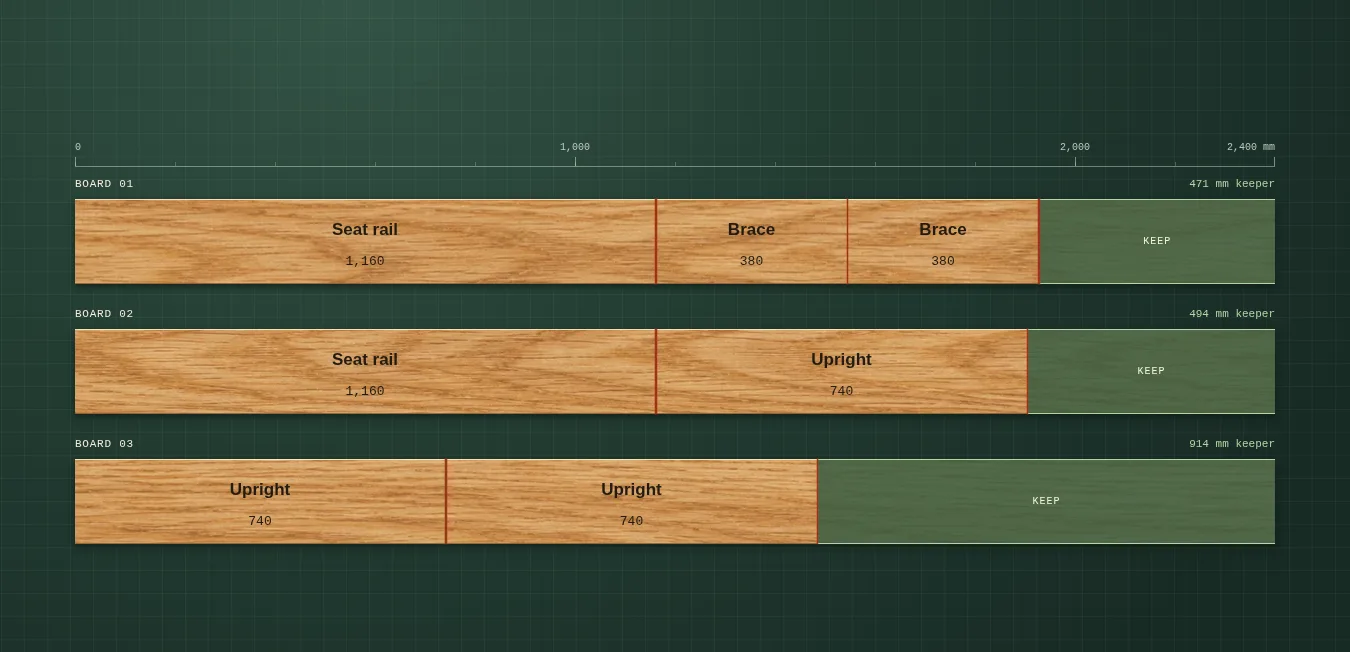 0
1,000
2,000
2,400 mm
BOARD 01
471 mm keeper
Seat rail
Brace
Brace
1,160
380
380
KEEP
BOARD 02
494 mm keeper
Seat rail
Upright
1,160
740
KEEP
BOARD 03
914 mm keeper
Upright
Upright
740
740
KEEP